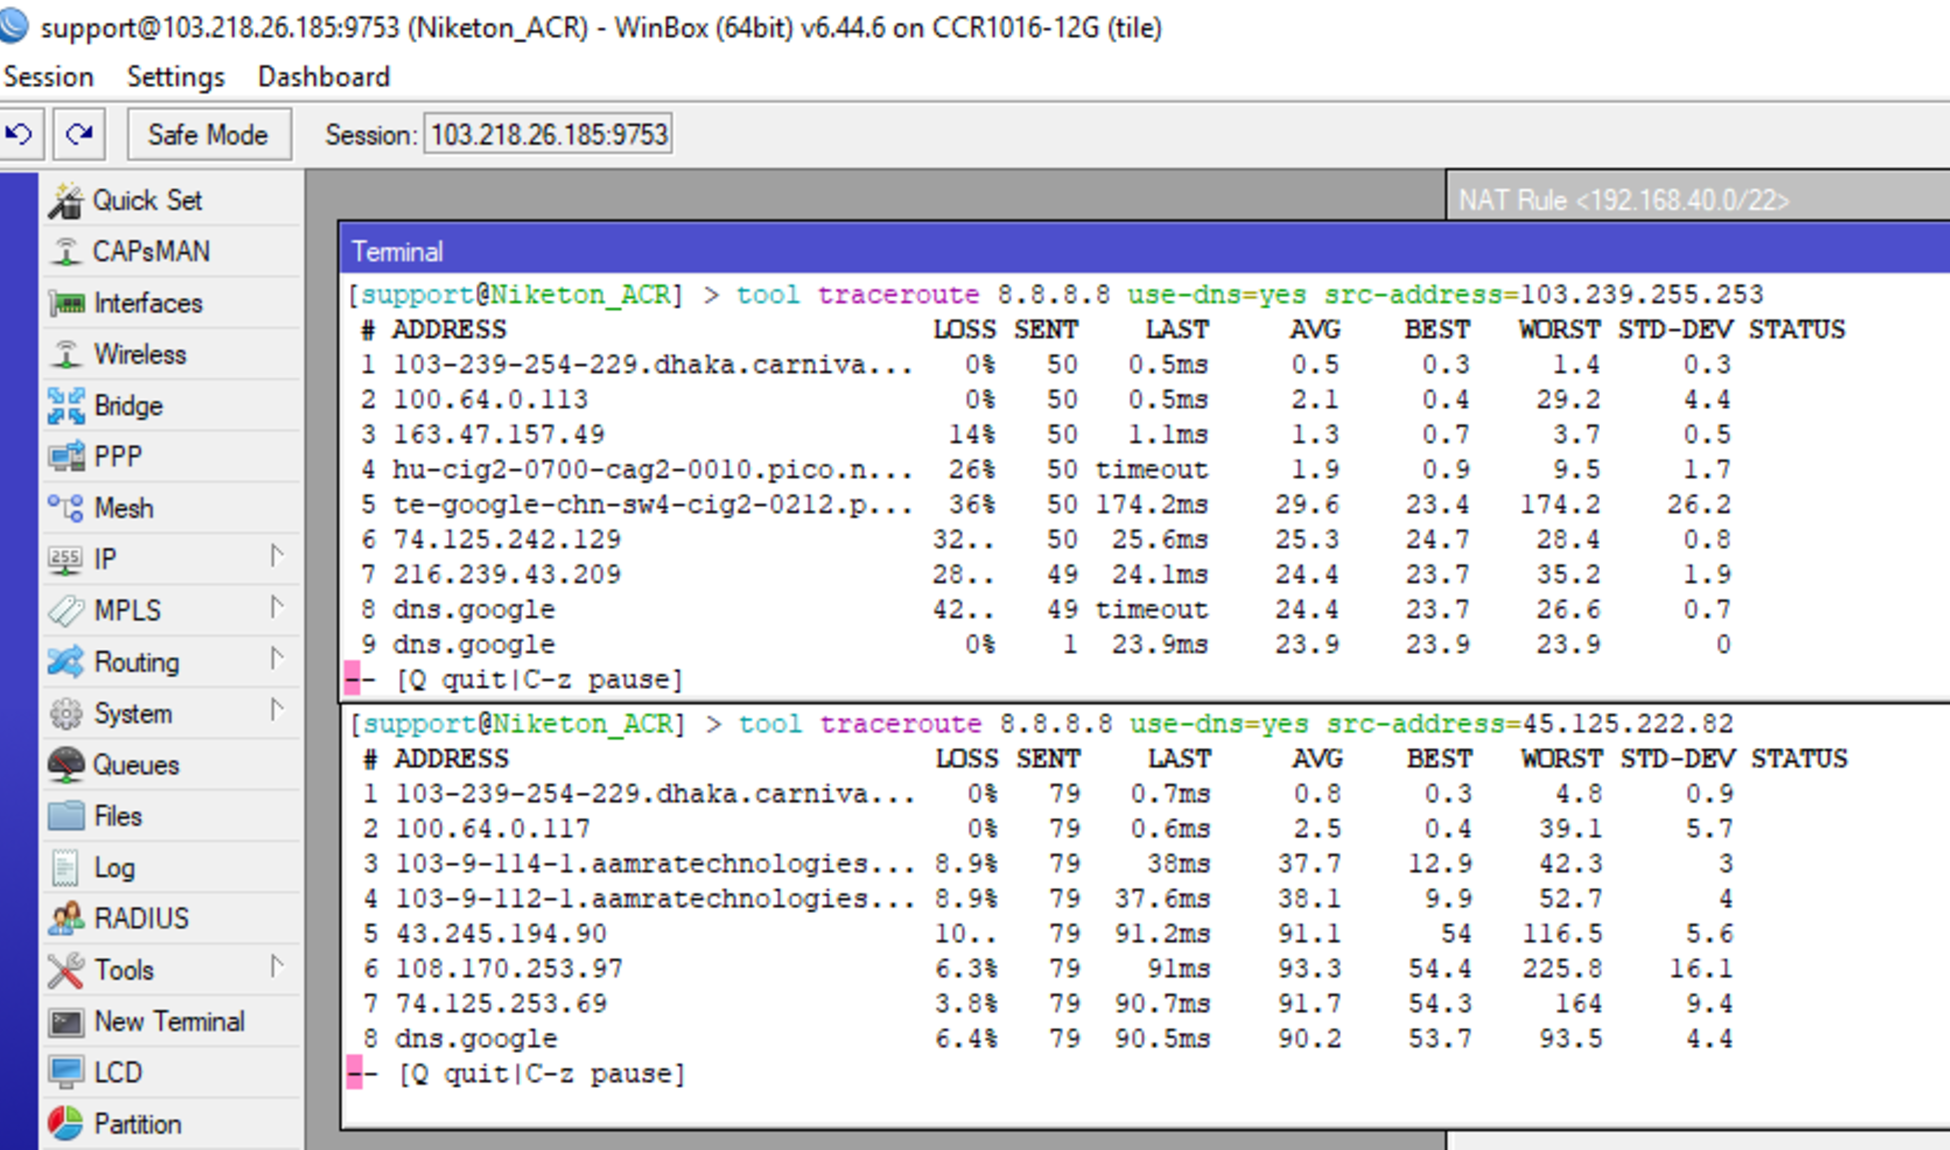 support@103.218.26.185:9753 (Niketon_ACR) - WinBox (64bit) v6.44.6 on CCR1016-12G (tile)
Session Settings Dashboard
Safe Mode Session: 103.218.26.185:9753
Quick Set
CAPsMAN
Interfaces
Wireless
Bridge
PPP
Mesh
IP
MPLS
Routing
System
Queues
Files
Log
RADIUS
Tools
New Terminal
LCD
Partition
NAT Rule <192.168.40.0/22>
Terminal
[support@Niketon_ACR] > tool traceroute 8.8.8.8 use-dns=yes src-address=103.239.255.253
# ADDRESS LOSS SENT LAST AVG BEST WORST STD-DEV STATUS
1 103-239-254-229.dhaka.carniva... 0% 50 0.5ms 0.5 0.3 1.4 0.3
2 100.64.0.113 0% 50 0.5ms 2.1 0.4 29.2 4.4
3 163.47.157.49 14% 50 1.1ms 1.3 0.7 3.7 0.5
4 hu-cig2-0700-cag2-0010.pico.n... 26% 50 timeout 1.9 0.9 9.5 1.7
5 te-google-chn-sw4-cig2-0212.p... 36% 50 174.2ms 29.6 23.4 174.2 26.2
6 74.125.242.129 32.. 50 25.6ms 25.3 24.7 28.4 0.8
7 216.239.43.209 28.. 49 24.1ms 24.4 23.7 35.2 1.9
8 dns.google 42.. 49 timeout 24.4 23.7 26.6 0.7
9 dns.google 0% 1 23.9ms 23.9 23.9 23.9 0
-- [Q quit|C-z pause]
[support@Niketon_ACR] > tool traceroute 8.8.8.8 use-dns=yes src-address=45.125.222.82
# ADDRESS LOSS SENT LAST AVG BEST WORST STD-DEV STATUS
1 103-239-254-229.dhaka.carniva... 0% 79 0.7ms 0.8 0.3 4.8 0.9
2 100.64.0.117 0% 79 0.6ms 2.5 0.4 39.1 5.7
3 103-9-114-1.aamratechnologies... 8.9% 79 38ms 37.7 12.9 42.3 3
4 103-9-112-1.aamratechnologies... 8.9% 79 37.6ms 38.1 9.9 52.7 4
5 43.245.194.90 10.. 79 91.2ms 91.1 54 116.5 5.6
6 108.170.253.97 6.3% 79 91ms 93.3 54.4 225.8 16.1
7 74.125.253.69 3.8% 79 90.7ms 91.7 54.3 164 9.4
8 dns.google 6.4% 79 90.5ms 90.2 53.7 93.5 4.4
-- [Q quit|C-z pause]